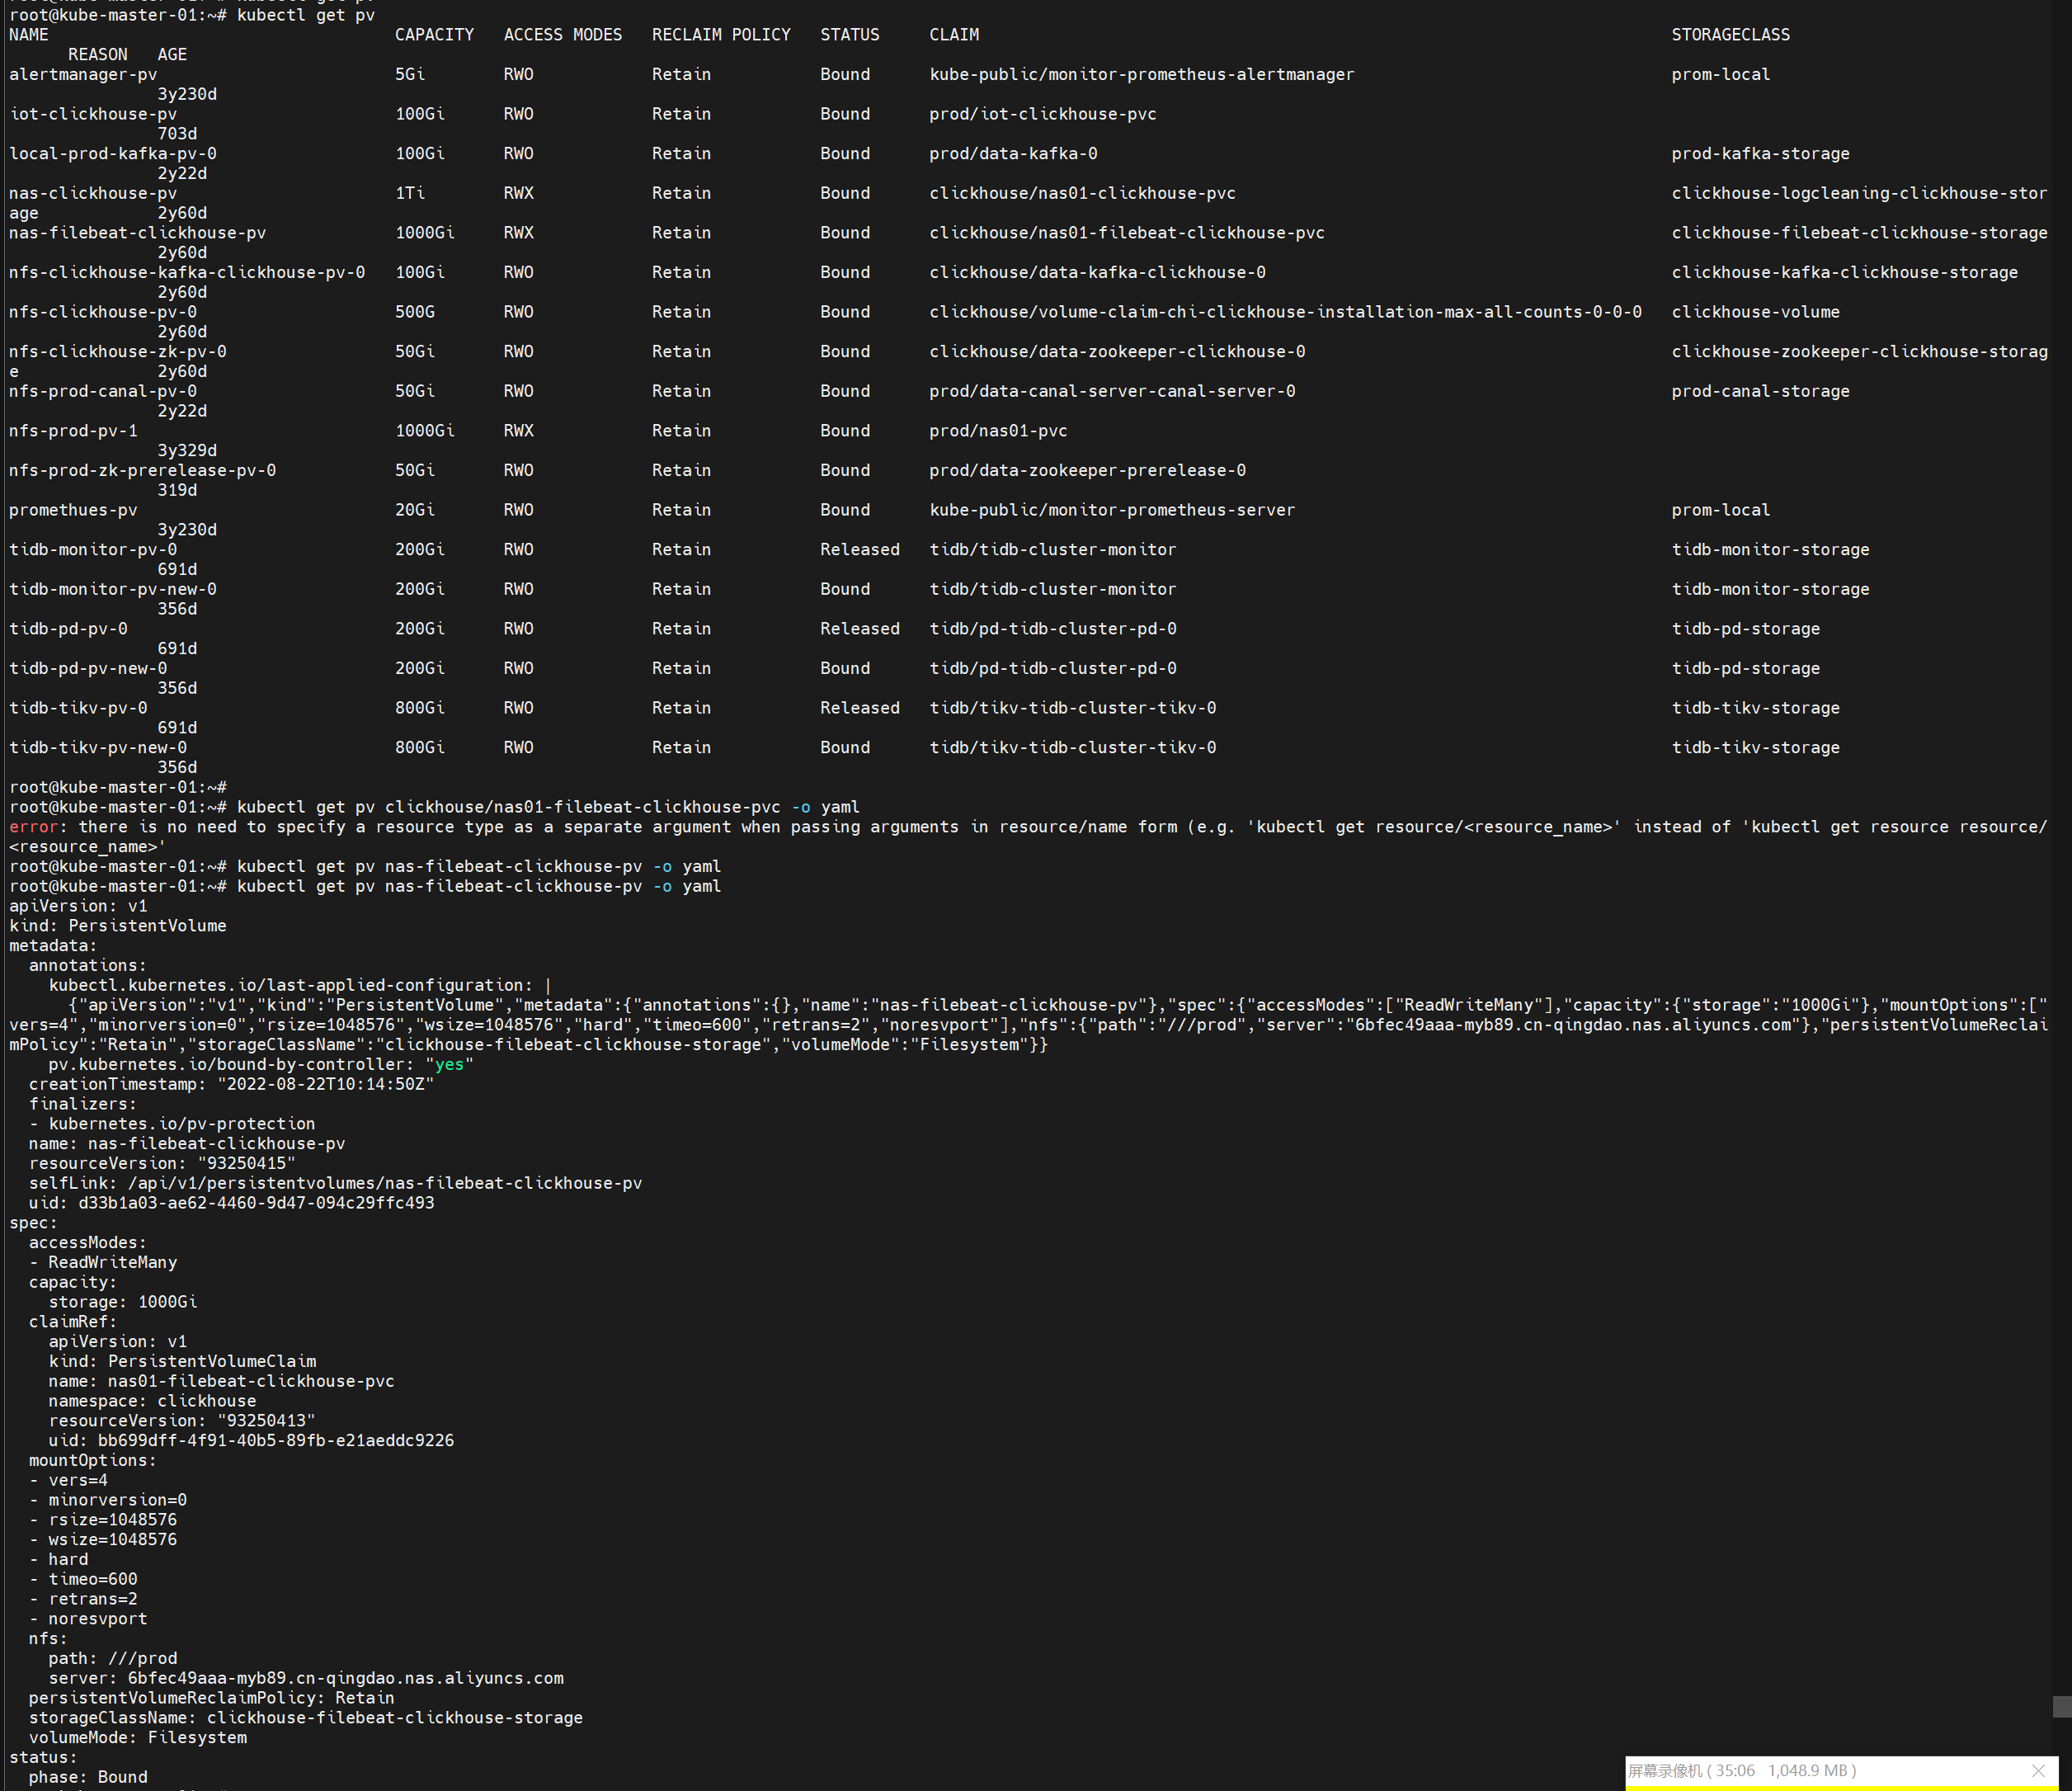 root@kube-master-01:~# kubectl get pv
NAME                                   CAPACITY   ACCESS MODES   RECLAIM POLICY   STATUS     CLAIM                                                                      STORAGECLASS
      REASON   AGE
alertmanager-pv                        5Gi        RWO            Retain           Bound      kube-public/monitor-prometheus-alertmanager                                prom-local
               3y230d
iot-clickhouse-pv                      100Gi      RWO            Retain           Bound      prod/iot-clickhouse-pvc
               703d
local-prod-kafka-pv-0                  100Gi      RWO            Retain           Bound      prod/data-kafka-0                                                          prod-kafka-storage
               2y22d
nas-clickhouse-pv                      1Ti        RWX            Retain           Bound      clickhouse/nas01-clickhouse-pvc                                            clickhouse-logcleaning-clickhouse-stor
age            2y60d
nas-filebeat-clickhouse-pv             1000Gi     RWX            Retain           Bound      clickhouse/nas01-filebeat-clickhouse-pvc                                   clickhouse-filebeat-clickhouse-storage
               2y60d
nfs-clickhouse-kafka-clickhouse-pv-0   100Gi      RWO            Retain           Bound      clickhouse/data-kafka-clickhouse-0                                         clickhouse-kafka-clickhouse-storage
               2y60d
nfs-clickhouse-pv-0                    500G       RWO            Retain           Bound      clickhouse/volume-claim-chi-clickhouse-installation-max-all-counts-0-0-0   clickhouse-volume
               2y60d
nfs-clickhouse-zk-pv-0                 50Gi       RWO            Retain           Bound      clickhouse/data-zookeeper-clickhouse-0                                     clickhouse-zookeeper-clickhouse-storag
e              2y60d
nfs-prod-canal-pv-0                    50Gi       RWO            Retain           Bound      prod/data-canal-server-canal-server-0                                      prod-canal-storage
               2y22d
nfs-prod-pv-1                          1000Gi     RWX            Retain           Bound      prod/nas01-pvc
               3y329d
nfs-prod-zk-prerelease-pv-0            50Gi       RWO            Retain           Bound      prod/data-zookeeper-prerelease-0
               319d
promethues-pv                          20Gi       RWO            Retain           Bound      kube-public/monitor-prometheus-server                                      prom-local
               3y230d
tidb-monitor-pv-0                      200Gi      RWO            Retain           Released   tidb/tidb-cluster-monitor                                                  tidb-monitor-storage
               691d
tidb-monitor-pv-new-0                  200Gi      RWO            Retain           Bound      tidb/tidb-cluster-monitor                                                  tidb-monitor-storage
               356d
tidb-pd-pv-0                           200Gi      RWO            Retain           Released   tidb/pd-tidb-cluster-pd-0                                                  tidb-pd-storage
               691d
tidb-pd-pv-new-0                       200Gi      RWO            Retain           Bound      tidb/pd-tidb-cluster-pd-0                                                  tidb-pd-storage
               356d
tidb-tikv-pv-0                         800Gi      RWO            Retain           Released   tidb/tikv-tidb-cluster-tikv-0                                              tidb-tikv-storage
               691d
tidb-tikv-pv-new-0                     800Gi      RWO            Retain           Bound      tidb/tikv-tidb-cluster-tikv-0                                              tidb-tikv-storage
               356d
root@kube-master-01:~#
root@kube-master-01:~# kubectl get pv clickhouse/nas01-filebeat-clickhouse-pvc -o yaml
error: there is no need to specify a resource type as a separate argument when passing arguments in resource/name form (e.g. 'kubectl get resource/<resource_name>' instead of 'kubectl get resource resource/
<resource_name>'
root@kube-master-01:~# kubectl get pv nas-filebeat-clickhouse-pv -o yaml
root@kube-master-01:~# kubectl get pv nas-filebeat-clickhouse-pv -o yaml
apiVersion: v1
kind: PersistentVolume
metadata:
  annotations:
    kubectl.kubernetes.io/last-applied-configuration: |
      {"apiVersion":"v1","kind":"PersistentVolume","metadata":{"annotations":{},"name":"nas-filebeat-clickhouse-pv"},"spec":{"accessModes":["ReadWriteMany"],"capacity":{"storage":"1000Gi"},"mountOptions":["
vers=4","minorversion=0","rsize=1048576","wsize=1048576","hard","timeo=600","retrans=2","noresvport"],"nfs":{"path":"///prod","server":"6bfec49aaa-myb89.cn-qingdao.nas.aliyuncs.com"},"persistentVolumeReclai
mPolicy":"Retain","storageClassName":"clickhouse-filebeat-clickhouse-storage","volumeMode":"Filesystem"}}
    pv.kubernetes.io/bound-by-controller: "yes"
  creationTimestamp: "2022-08-22T10:14:50Z"
  finalizers:
  - kubernetes.io/pv-protection
  name: nas-filebeat-clickhouse-pv
  resourceVersion: "93250415"
  selfLink: /api/v1/persistentvolumes/nas-filebeat-clickhouse-pv
  uid: d33b1a03-ae62-4460-9d47-094c29ffc493
spec:
  accessModes:
  - ReadWriteMany
  capacity:
    storage: 1000Gi
  claimRef:
    apiVersion: v1
    kind: PersistentVolumeClaim
    name: nas01-filebeat-clickhouse-pvc
    namespace: clickhouse
    resourceVersion: "93250413"
    uid: bb699dff-4f91-40b5-89fb-e21aeddc9226
  mountOptions:
  - vers=4
  - minorversion=0
  - rsize=1048576
  - wsize=1048576
  - hard
  - timeo=600
  - retrans=2
  - noresvport
  nfs:
    path: ///prod
    server: 6bfec49aaa-myb89.cn-qingdao.nas.aliyuncs.com
  persistentVolumeReclaimPolicy: Retain
  storageClassName: clickhouse-filebeat-clickhouse-storage
  volumeMode: Filesystem
status:
  phase: Bound
屏幕录像机 ( 35:06   1,048.9 MB )